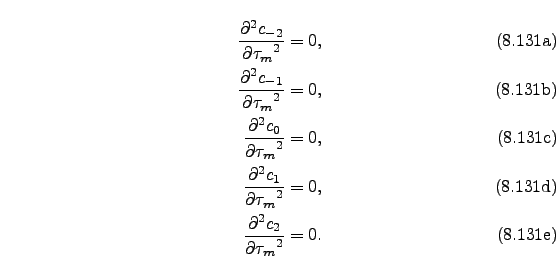 $\frac{\partial^2 c_{-2}}{\partial {\tau_m}^2} = 0,$ (8.131a)
$\frac{\partial^2 c_{-1}}{\partial {\tau_m}^2} = 0,$ (8.131b)
$\frac{\partial^2 c_0}{\partial {\tau_m}^2} = 0,$ (8.131c)
$\frac{\partial^2 c_1}{\partial {\tau_m}^2} = 0,$ (8.131d)
$\frac{\partial^2 c_2}{\partial {\tau_m}^2} = 0.$ (8.131e)